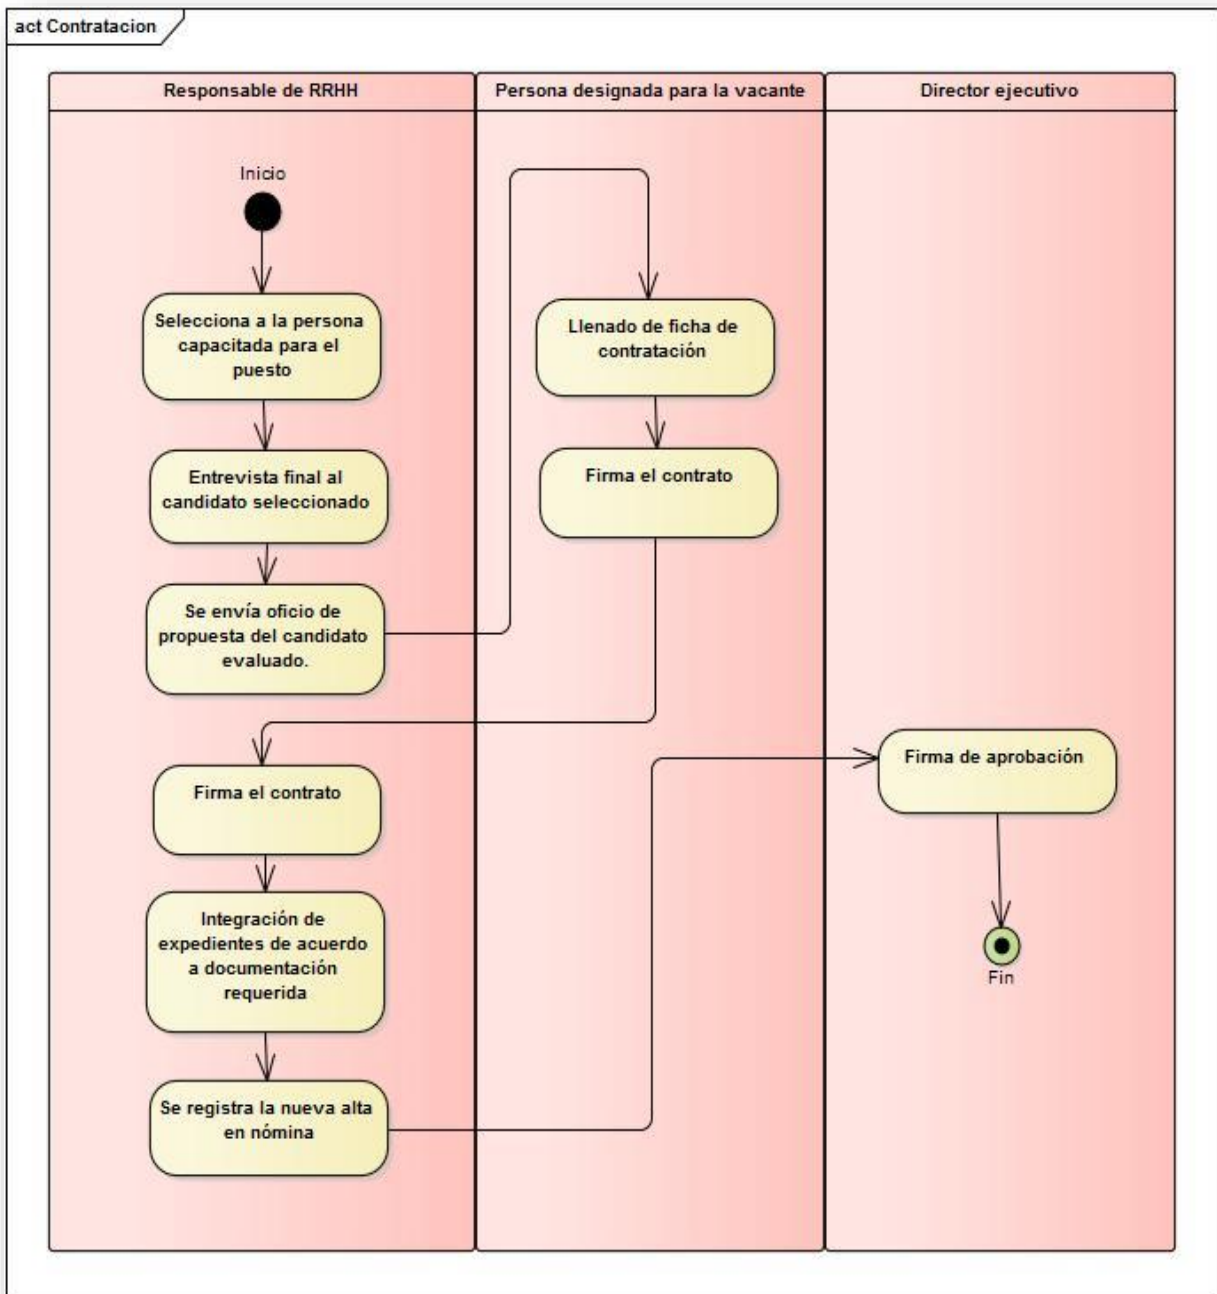 act Contratacion
Responsable de RRHH
Persona designada para la vacante
Director ejecutivo
Inicio
Selecciona a la persona
capacitada para el
puesto
Entrevista final al
candidato seleccionado
Se envía oficio de
propuesta del candidato
evaluado.
Llenado de ficha de
contratación
Firma el contrato
Firma el contrato
Integración de
expedientes de acuerdo
a documentación
requerida
Se registra la nueva alta
en nómina
Firma de aprobación
Fin